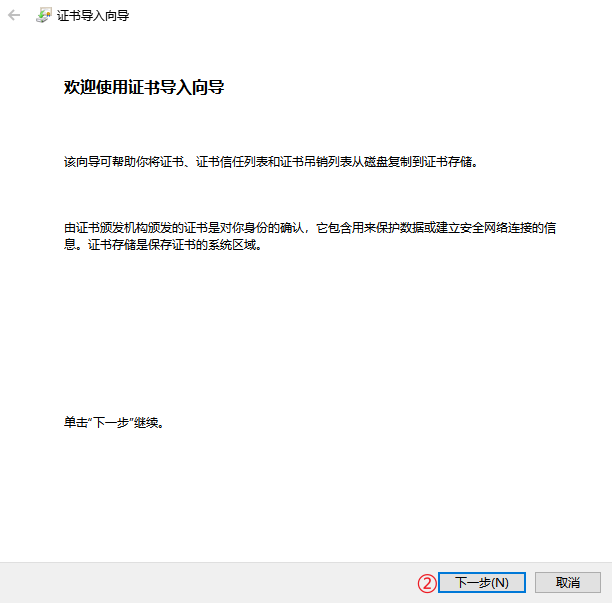 证书导入向导
欢迎使用证书导入向导
该向导可帮助你将证书、证书信任列表和证书吊销列表从磁盘复制到证书存储。
由证书颁发机构颁发的证书是对你身份的确认，它包含用来保护数据或建立安全网络连接的信
息。证书存储是保存证书的系统区域。
单击“下一步”继续。
② 下一步(N) 取消